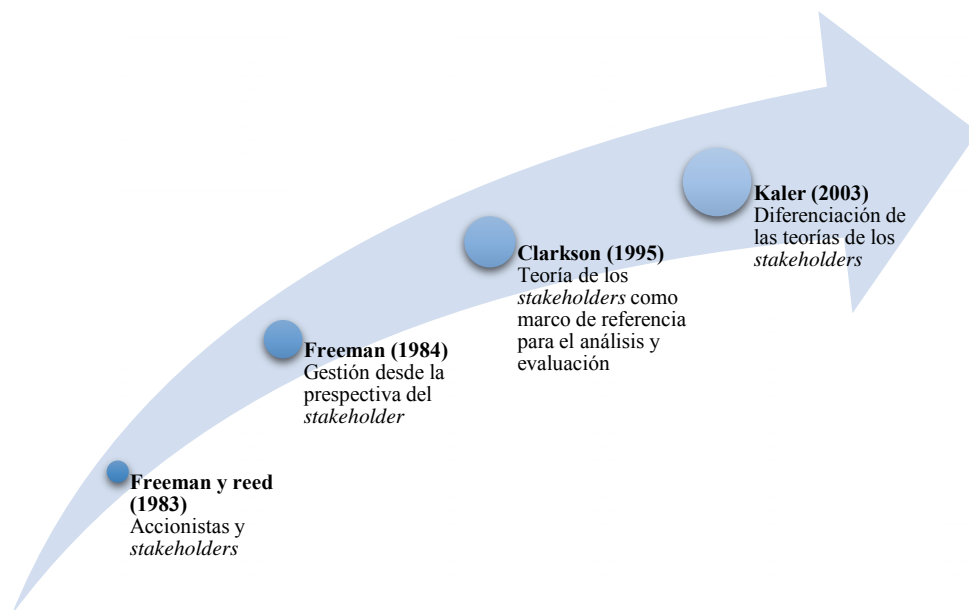 Kaler (2003)
Diferenciación de
las teorías de los
stakeholders
Clarkson (1995)
Teoría de los
stakeholders como
marco de referencia
para el análisis y
evaluación
Freeman (1984)
Gestión desde la
prespectiva del
stakeholder
Freeman y reed
(1983)
Accionistas y
stakeholders